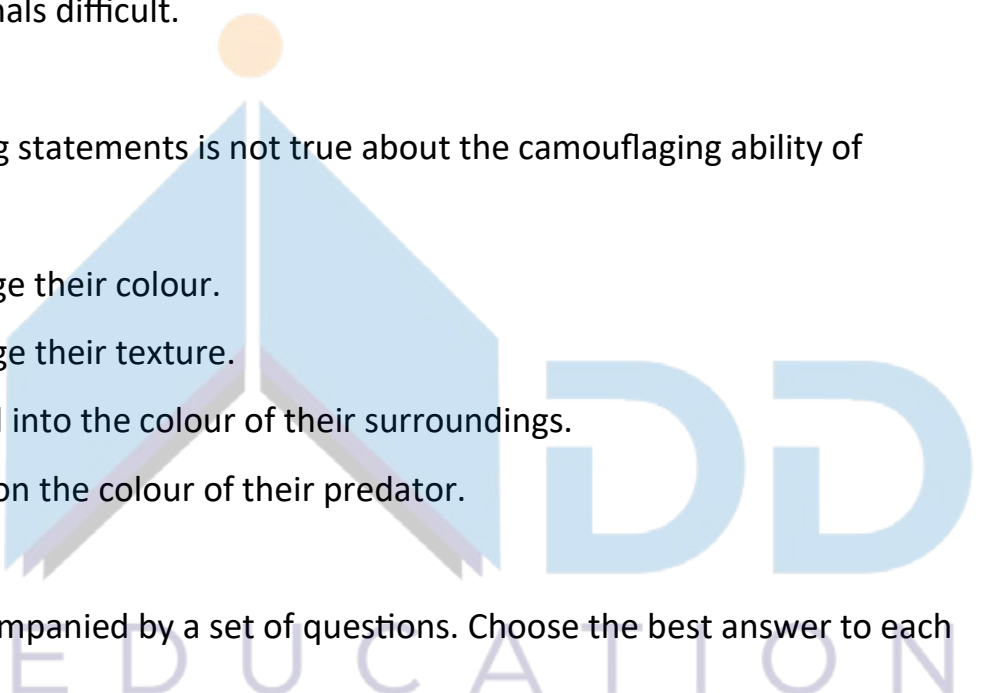 nals difficult.
g statements is not true about the camouflaging ability of
ge their colour.
ge their texture.
l into the colour of their surroundings.
on the colour of their predator.
mpanied by a set of questions. Choose the best answer to each
DD
EDUCATION